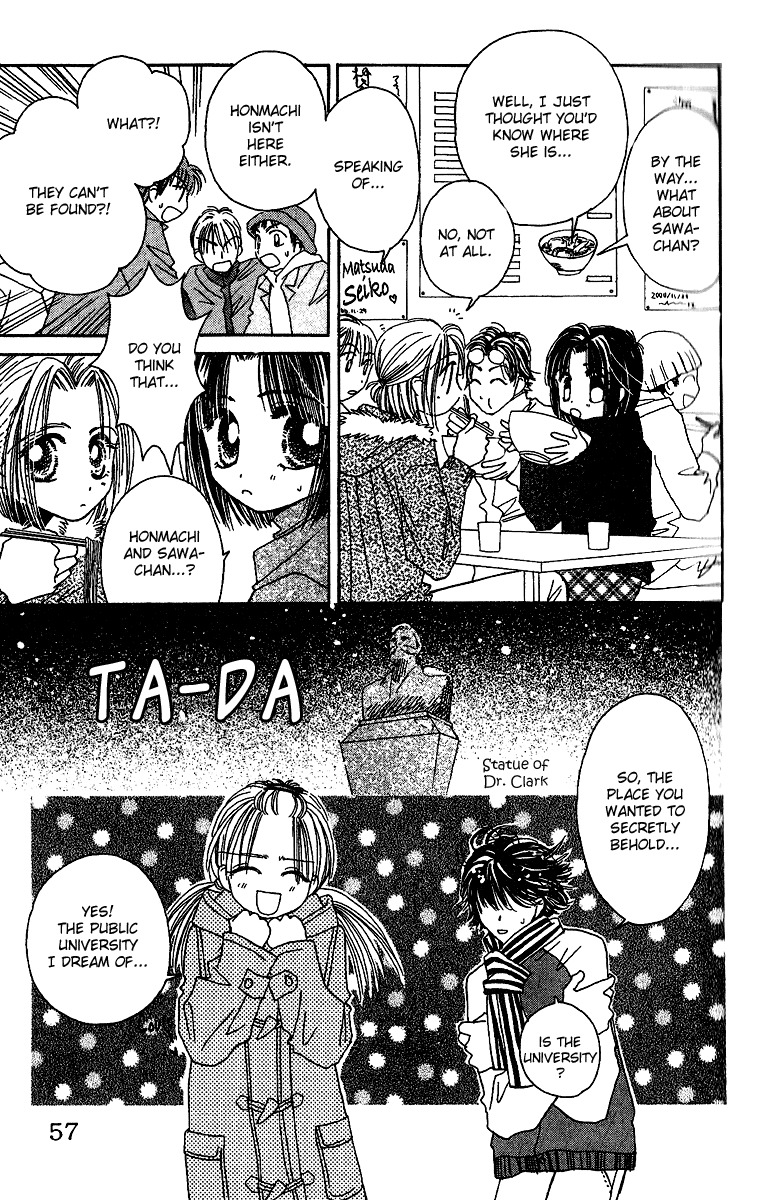 BY THE
WAY...
WHAT
ABOUT
SAWA-
CHAN?
WELL, I JUST
THOUGHT YOU'D
KNOW WHERE
SHE IS...
NO, NOT
AT ALL.
Matsuda
Seiko
SPEAKING
OF...
HONMACHI
ISN'T
HERE
EITHER.
WHAT?!
THEY CAN'T
BE FOUND?!
DO YOU
THINK
THAT...
HONMACHI
AND SAWA-
CHAN...?
TA-DA
Statue of
Dr. Clark
SO, THE
PLACE YOU
WANTED TO
SECRETLY
BEHOLD...
YES!
THE PUBLIC
UNIVERSITY
I DREAM OF...
IS THE
UNIVERSITY
?
57